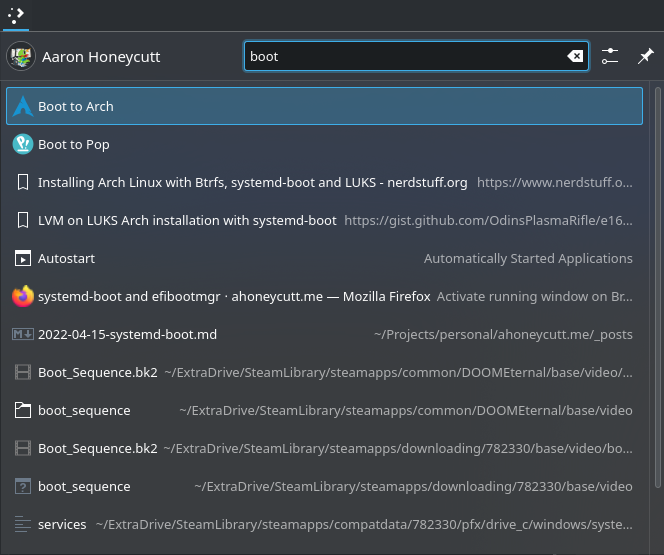 Aaron Honeycutt
boot
Boot to Arch
Boot to Pop
Installing Arch Linux with Btrfs, systemd-boot and LUKS - nerdstuff.org https://www.nerdstuff.o...
LVM on LUKS Arch installation with systemd-boot https://gist.github.com/OdinsPlasmaRifle/e16...
Autostart Automatically Started Applications
systemd-boot and efibootmgr · ahoneycutt.me — Mozilla Firefox Activate running window on Br...
2022-04-15-systemd-boot.md ~/Projects/personal/ahoneycutt.me/_posts
Boot_Sequence.bk2 ~/ExtraDrive/SteamLibrary/steamapps/common/DOOMEternal/base/video/...
boot_sequence ~/ExtraDrive/SteamLibrary/steamapps/common/DOOMEternal/base/video
Boot_Sequence.bk2 ~/ExtraDrive/SteamLibrary/steamapps/downloading/782330/base/video/bo...
boot_sequence ~/ExtraDrive/SteamLibrary/steamapps/downloading/782330/base/video
services ~/ExtraDrive/SteamLibrary/steamapps/compatdata/782330/pfx/drive_c/windows/syste...